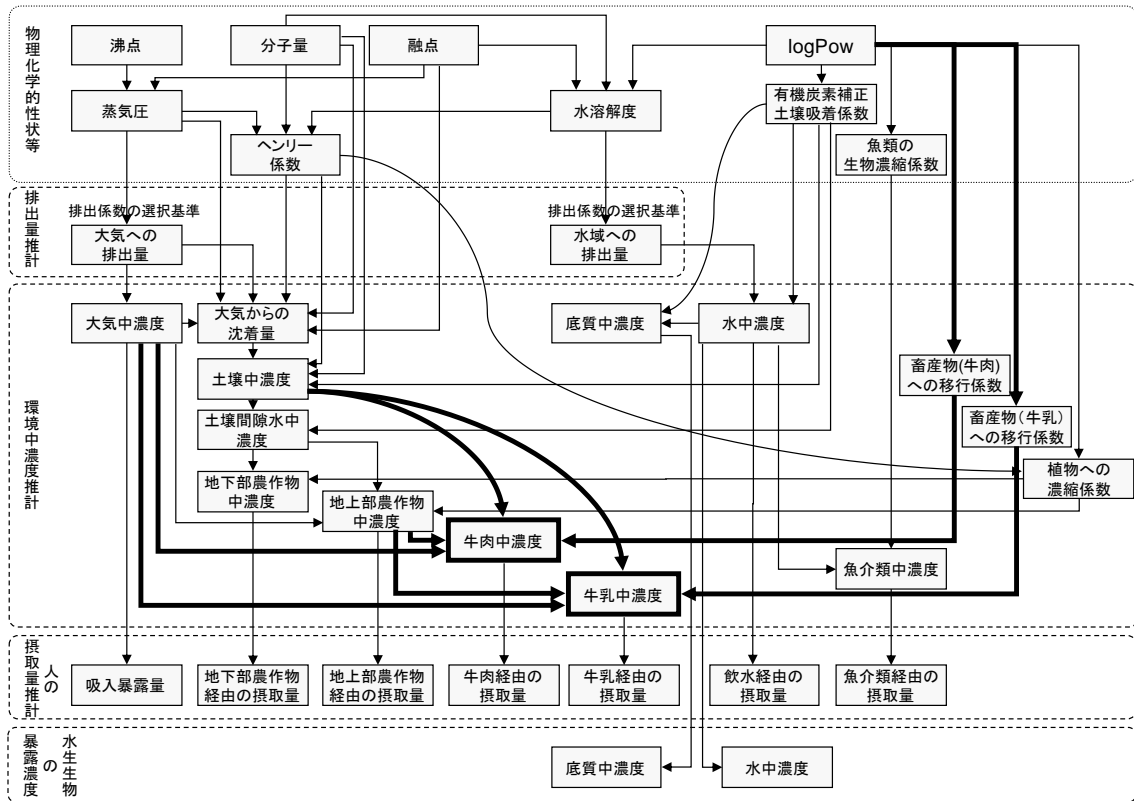 物理化学的性状等
沸点
分子量
融点
logPow
蒸気圧
水溶解度
有機炭素補正
土壌吸着係数
ヘンリー
係数
魚類の
生物濃縮係数
排出量推計
排出係数の選択基準
大気への
排出量
排出係数の選択基準
水域への
排出量
環境中濃度推計
大気中濃度
大気からの
沈着量
底質中濃度
水中濃度
土壌中濃度
畜産物(牛肉)
への移行係数
土壌間隙水中
濃度
畜産物(牛乳)
への移行係数
地下部農作物
中濃度
植物への
濃縮係数
地上部農作物
中濃度
牛肉中濃度
魚介類中濃度
牛乳中濃度
人の
摂取量推計
吸入暴露量
地下部農作物
経由の摂取量
地上部農作物
経由の摂取量
牛肉経由の
摂取量
牛乳経由の
摂取量
飲水経由の
摂取量
魚介類経由の
摂取量
水生生物
の
暴露濃度
底質中濃度
水中濃度